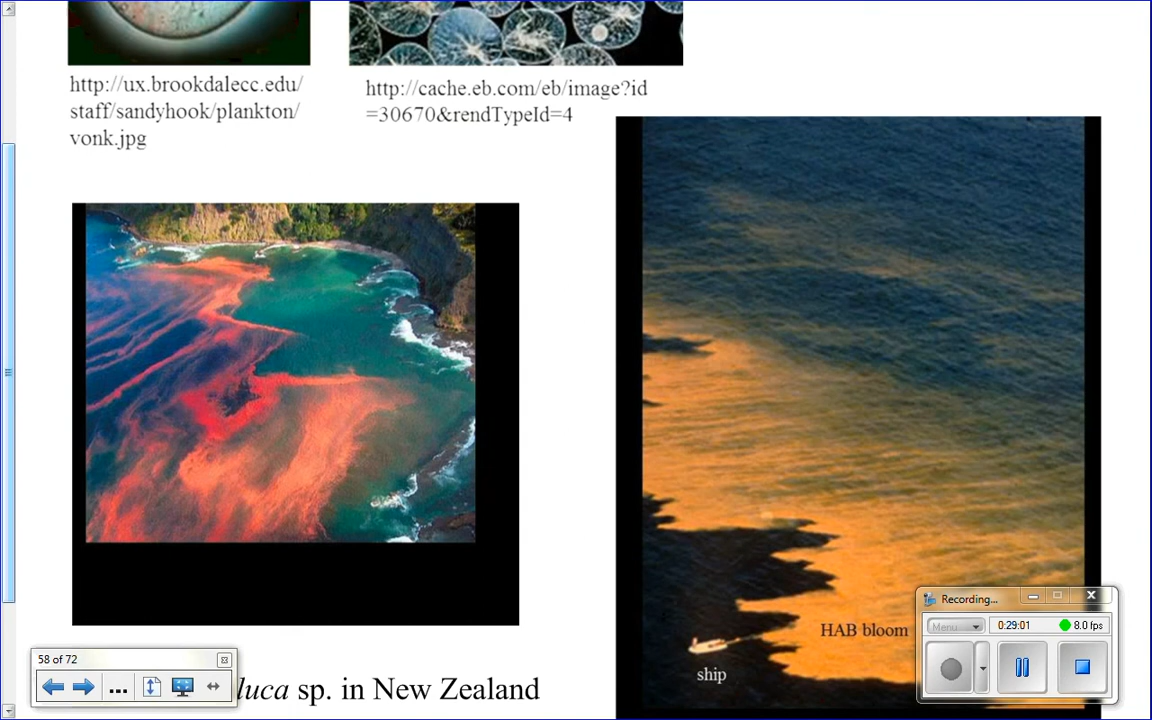 http://ux.brookdalecc.edu/
staff/sandyhook/plankton/
vonk.jpg
http://cache.eb.com/eb/image?id
=30670&rendTypeId=4
HAB bloom
ship
luca sp. in New Zealand
58 of 72
...
Recording...
Menu
0:29:01
8.0 fps